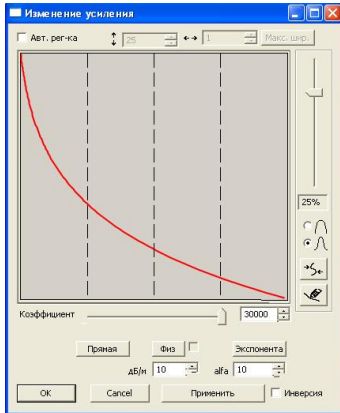 Изменение усиления
Авт. рег-ка 25 1 Макс. шир.
25%
Коэффициент 30000
Прямая Физ Экспонента
дБ/м 10 alfa 10
OK Cancel Применить Инверсия